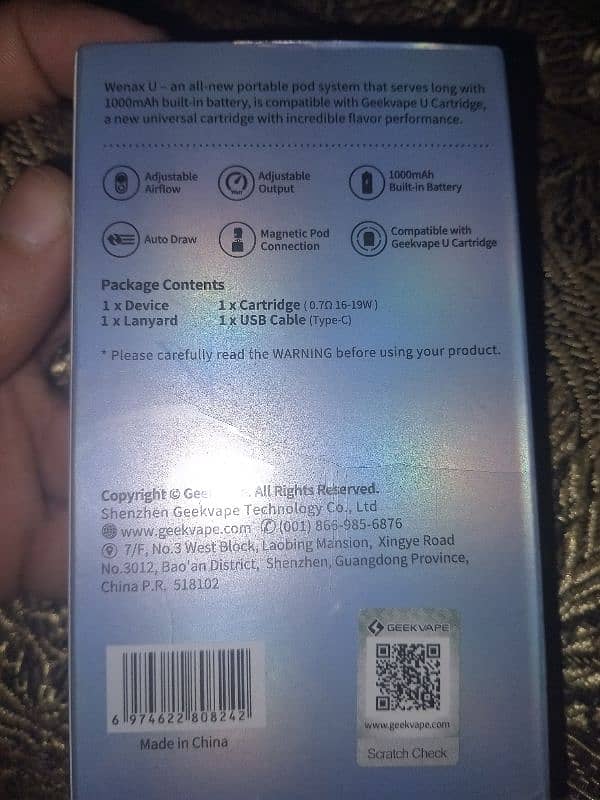 Wenax U – an all-new portable pod system that serves long with
1000mAh built-in battery, is compatible with Geekvape U Cartridge,
a new universal cartridge with incredible flavor performance.
Adjustable
Airflow
Adjustable
Output
1000mAh
Built-in Battery
Auto Draw
Magnetic Pod
Connection
Compatible with
Geekvape U Cartridge
Package Contents
1 x Device
1 x Cartridge (0.7Ω 16-19W)
1 x Lanyard
1 x USB Cable (Type-C)
* Please carefully read the WARNING before using your product.
Copyright © All Rights Reserved.
Shenzhen Geekvape Technology Co., Ltd
www.geekvape.com (001) 866-985-6876
7/F, No.3 West Block, Laobing Mansion, Xingye Road
No.3012, Bao'an District, Shenzhen, Guangdong Province,
China P.R. 518102
6 974622 808242
Made in China
GEEKVAPE
www.geekvape.com
Scratch Check